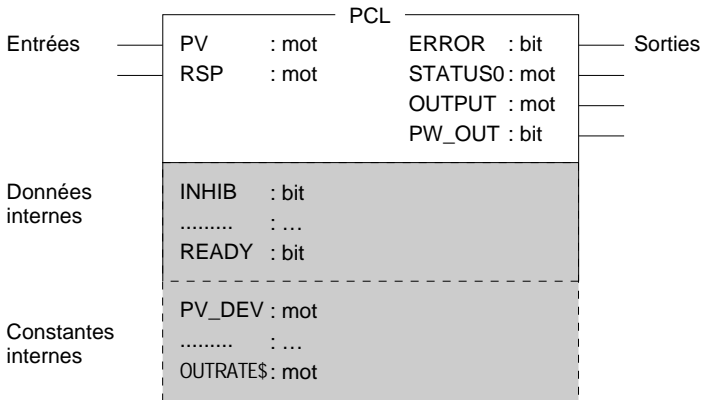 PCL
Entrées PV : mot ERROR : bit Sorties
RSP : mot STATUS0 : mot
OUTPUT : mot
PW_OUT : bit
Données internes
INHIB : bit
......... : ...
READY : bit
Constantes internes
PV_DEV : mot
......... : ...
OUTRATE$ : mot